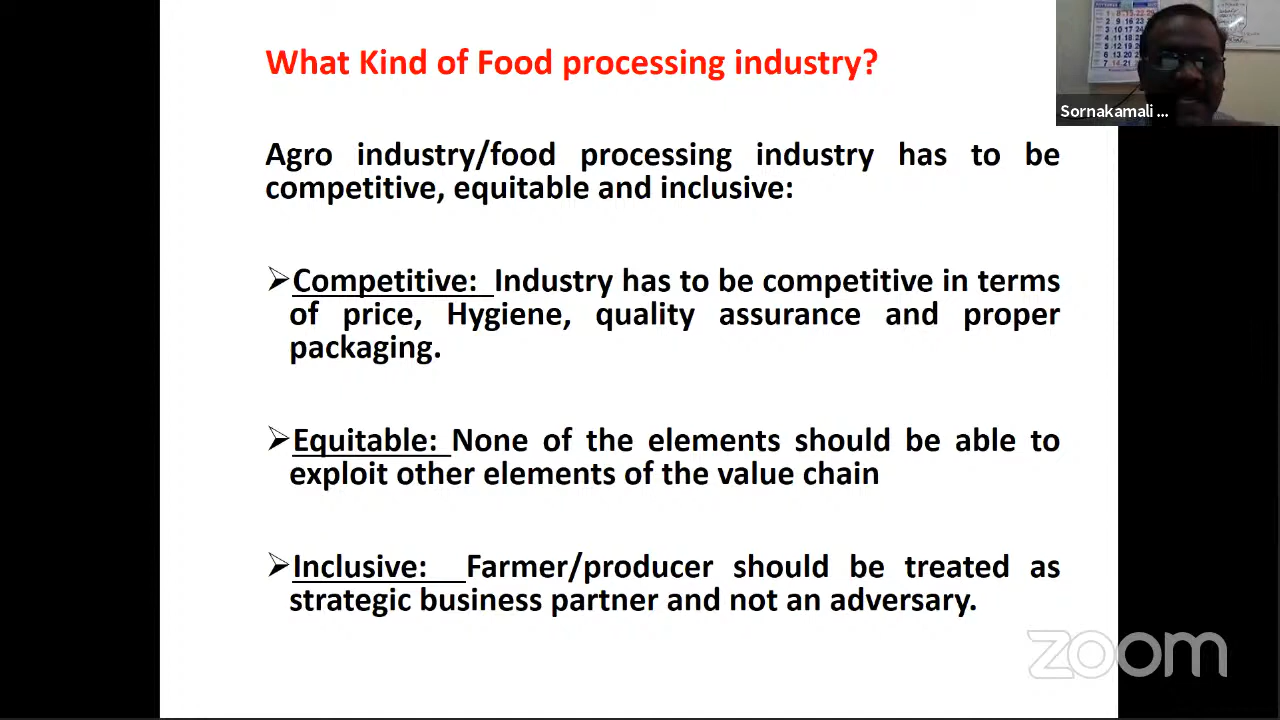 What Kind of Food processing industry?
Agro industry/food processing industry has to be
competitive, equitable and inclusive:
➢Competitive: Industry has to be competitive in terms
of price, Hygiene, quality assurance and proper
packaging.
➢Equitable: None of the elements should be able to
exploit other elements of the value chain
➢Inclusive: Farmer/producer should be treated as
strategic business partner and not an adversary.
Sornakamali ...
zoom